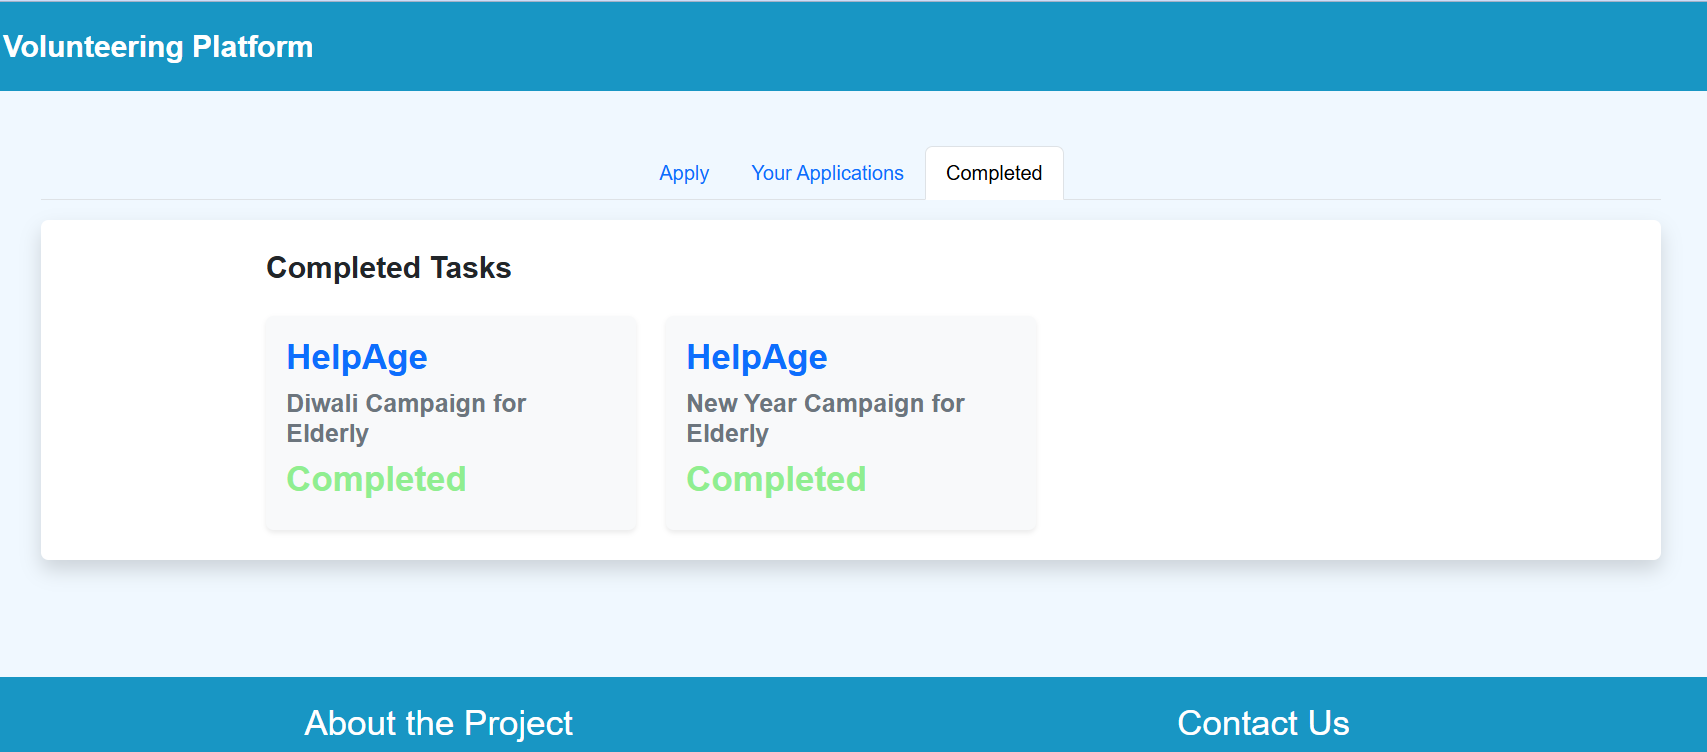 Volunteering Platform
Apply
Your Applications
Completed
Completed Tasks
HelpAge
Diwali Campaign for
Elderly
Completed
HelpAge
New Year Campaign for
Elderly
Completed
About the Project
Contact Us